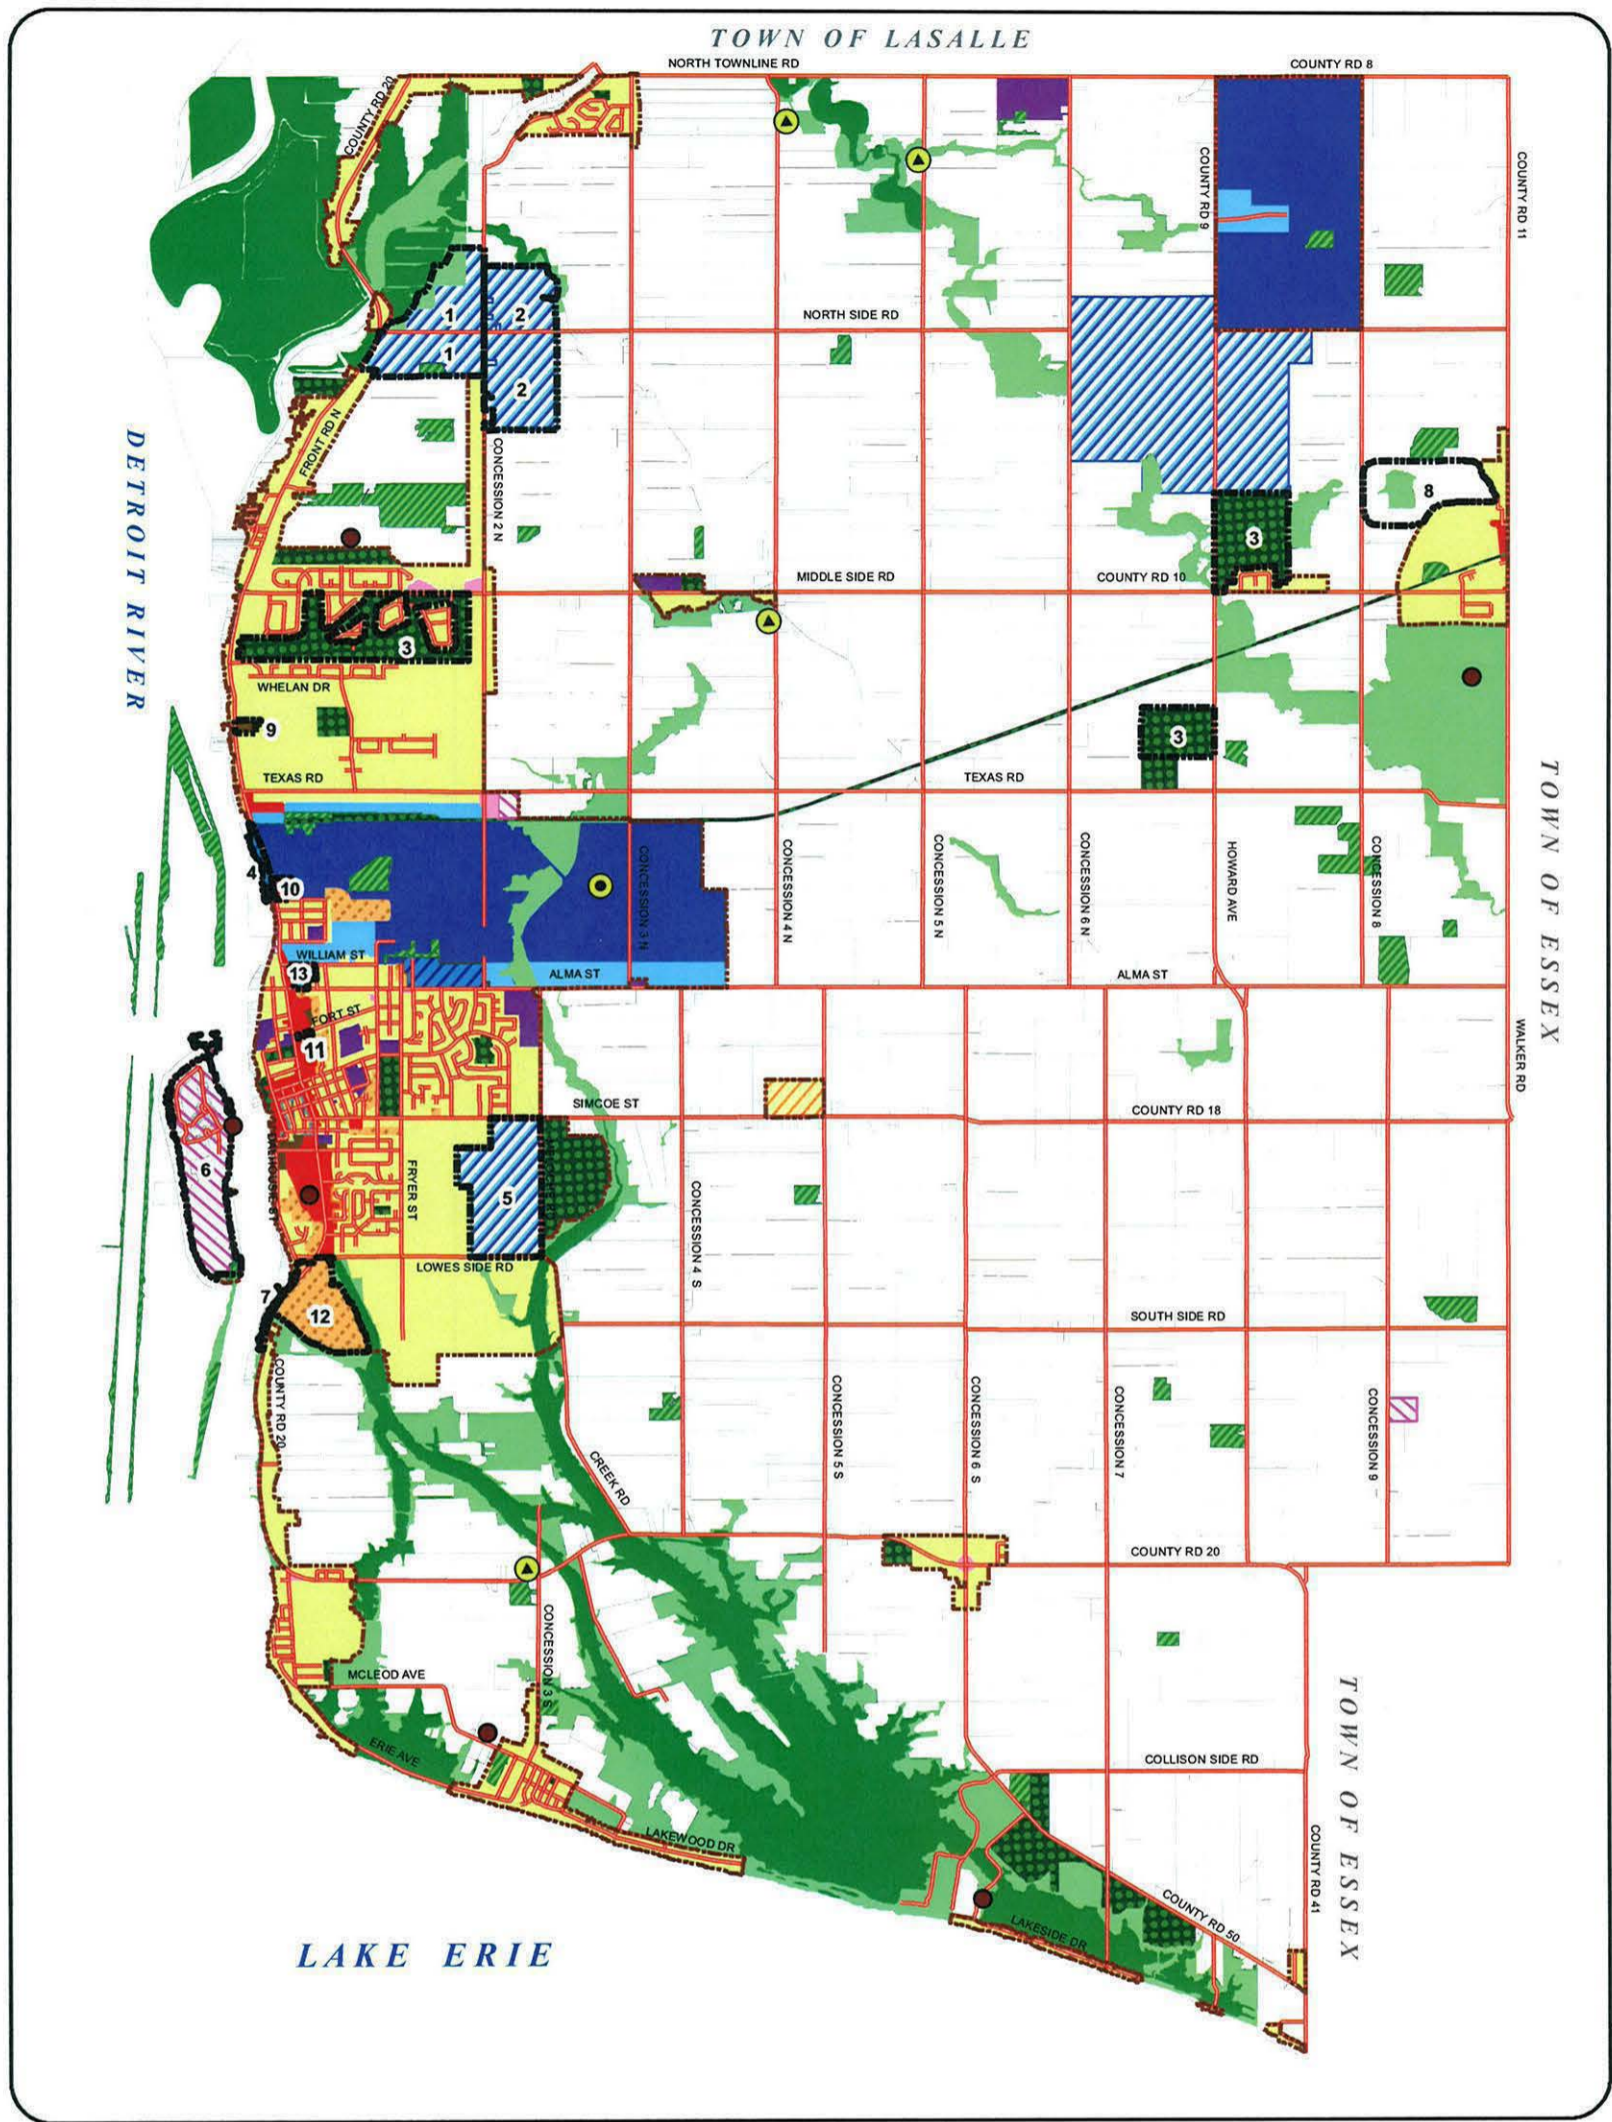 TOWN OF LASALLE
NORTH TOWNLINE RD
COUNTY RD 8
COUNTY RD 20
COUNTY RD 9
COUNTY RD 11
1
2
NORTH SIDE RD
1
2
FRONT RD N
CONCESSION 2 N
DETROIT RIVER
8
3
MIDDLE SIDE RD
COUNTY RD 10
3
WHELAN DR
9
3
TEXAS RD
TEXAS RD
TOWN OF ESSEX
4
10
CONCESSION 3 N
CONCESSION 4 N
CONCESSION 5 N
CONCESSION 6 N
HOWARD AVE
CONCESSION 8
WILLIAM ST
13
ALMA ST
ALMA ST
FORT ST
11
WALKER RD
SIMCOE ST
COUNTY RD 18
6
FRYER ST
5
CONCESSION 4 S
LOWES SIDE RD
7
12
SOUTH SIDE RD
COUNTY RD 20
CONCESSION 5 S
CONCESSION 6 S
CONCESSION 7
CONCESSION 9
CREEK RD
COUNTY RD 20
CONCESSION 3 S
MCLEOD AVE
TOWN OF ESSEX
ERIE AVE
COLLISON SIDE RD
LAKEWOOD DR
COUNTY RD 41
COUNTY RD 50
LAKESIDE DR
LAKE ERIE